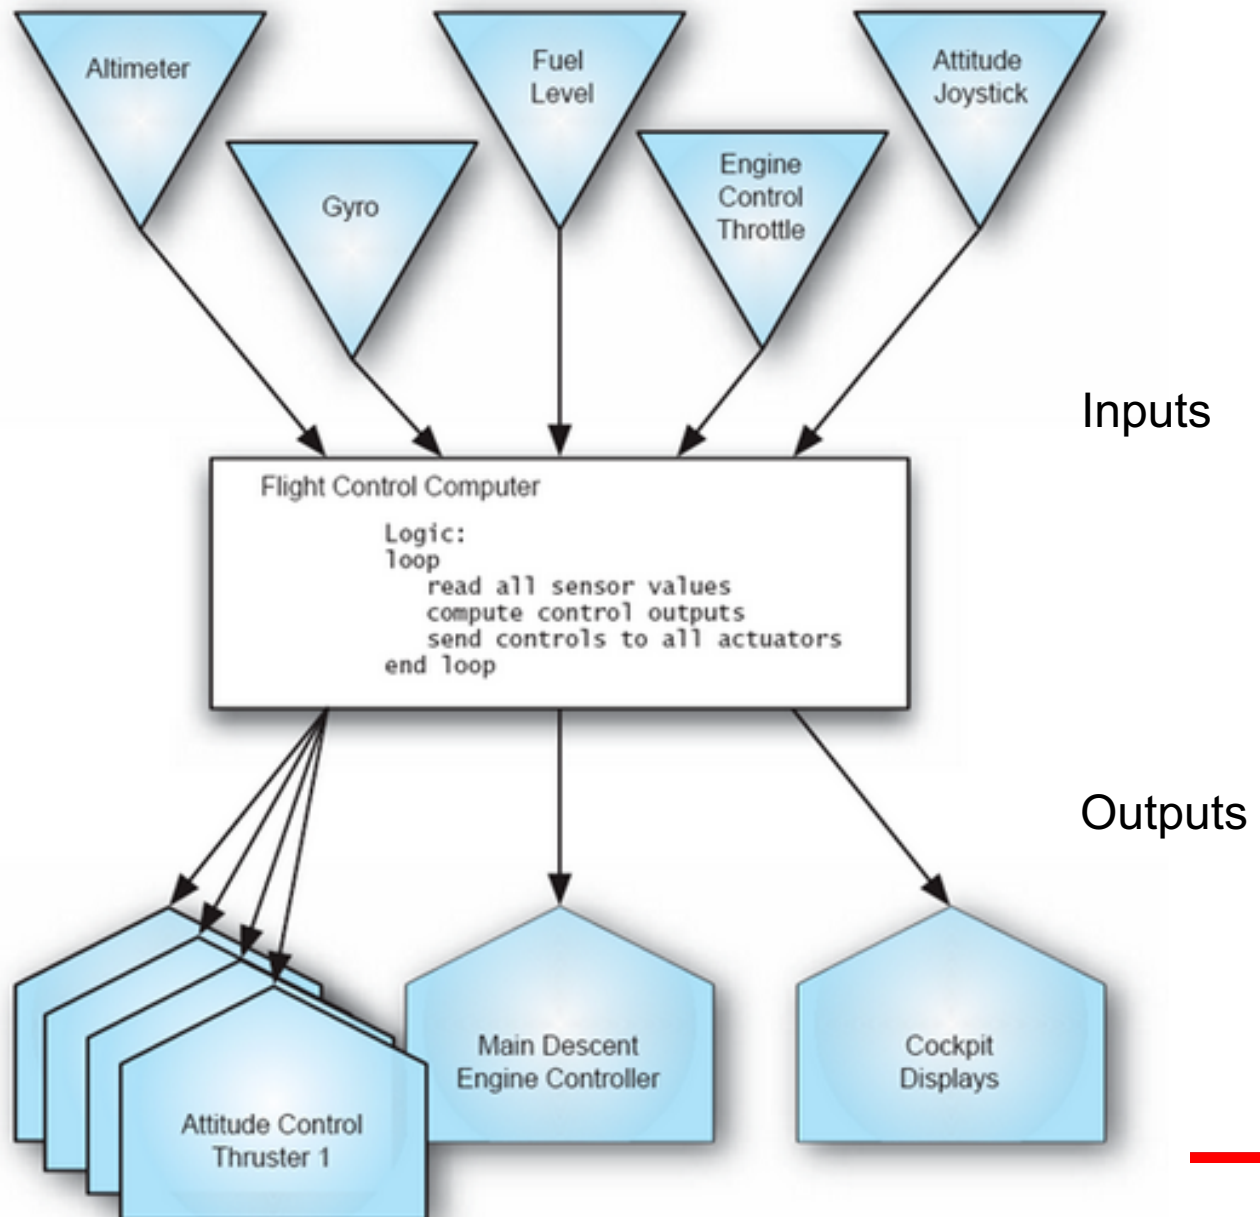 Altimeter
Fuel
Level
Attitude
Joystick
Gyro
Engine
Control
Throttle
Inputs
Flight Control Computer
Logic:
loop
   read all sensor values
   compute control outputs
   send controls to all actuators
end loop
Outputs
Attitude Control
Thruster 1
Main Descent
Engine Controller
Cockpit
Displays